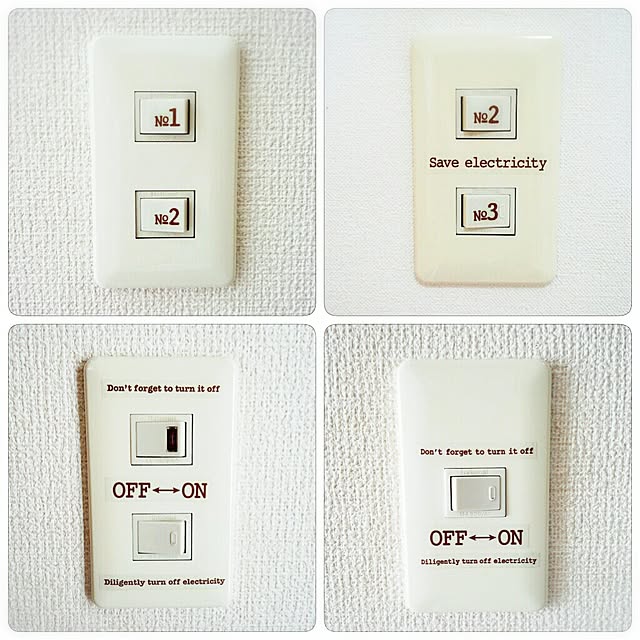 №1
№2
№2
Save electricity
№3
Don't forget to turn it off
OFF↔ON
Diligently turn off electricity
Don't forget to turn it off
OFF↔ON
Diligently turn off electricity